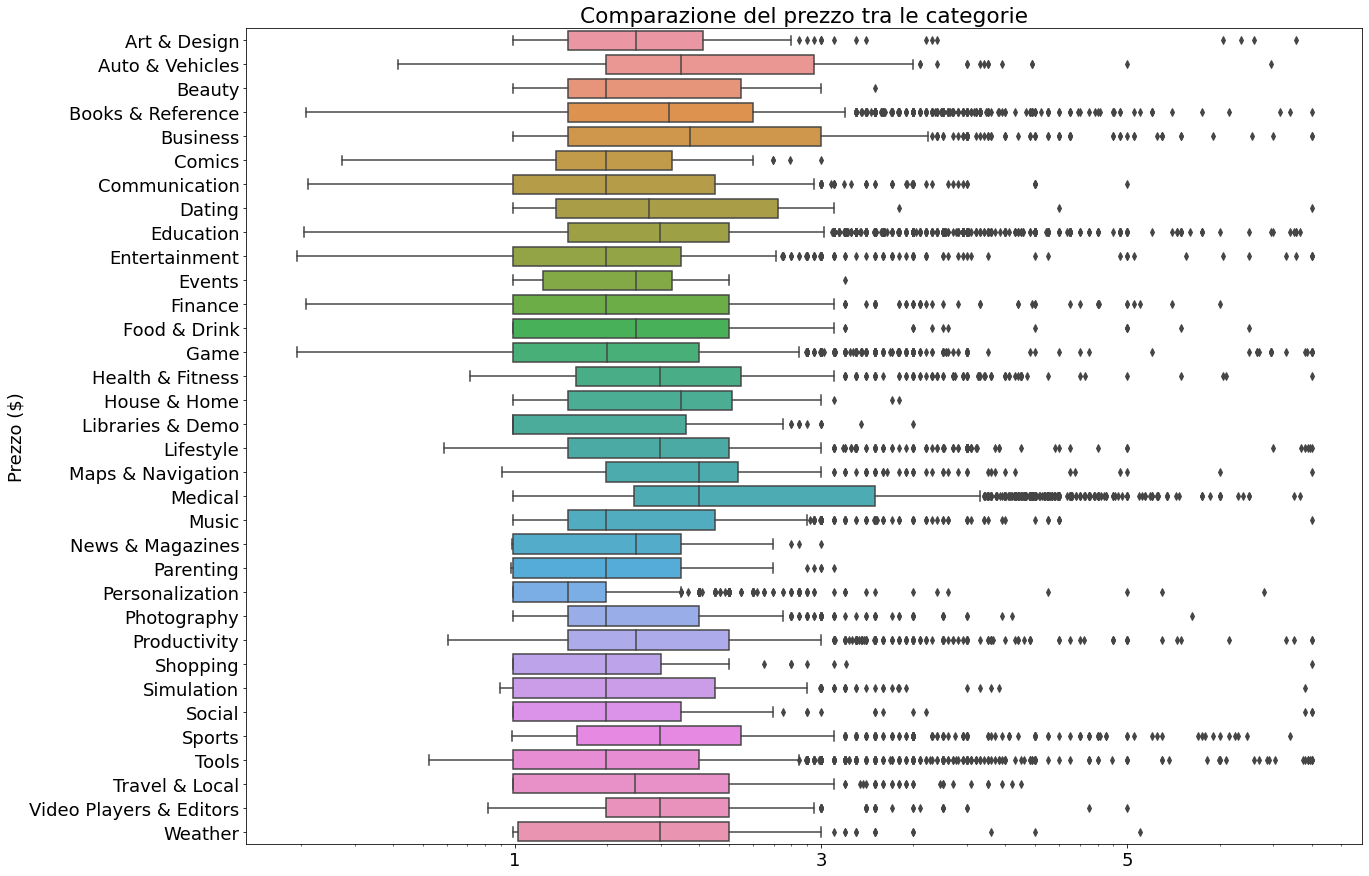 Comparazione del prezzo tra le categorie
Art & Design
Auto & Vehicles
Beauty
Books & Reference
Business
Comics
Communication
Dating
Education
Entertainment
Events
Finance
Food & Drink
Game
Health & Fitness
House & Home
Libraries & Demo
Lifestyle
Maps & Navigation
Medical
Music
News & Magazines
Parenting
Personalization
Photography
Productivity
Shopping
Simulation
Social
Sports
Tools
Travel & Local
Video Players & Editors
Weather
Prezzo ($)
1 3 5